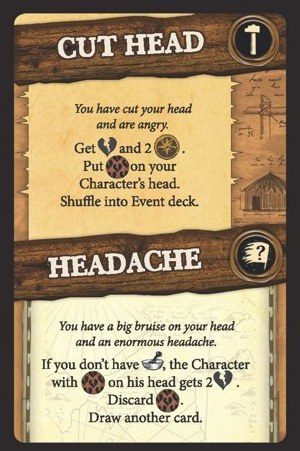 CUT HEAD
You have cut your head
and are angry.
Get and 2 .
Put on your
Character's head.
Shuffle into Event deck.
?
HEADACHE
You have a big bruise on your head
and an enormous headache.
If you don't have , the Character
with on his head gets 2 .
Discard .
Draw another card.